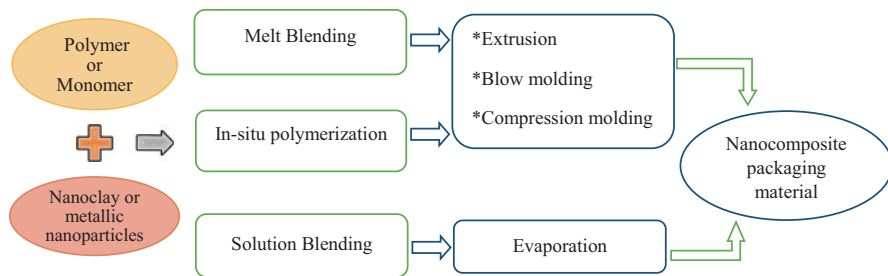 Polymer
or
Monomer
Nanoclay or
metallic
nanoparticles
Melt Blending
In-situ polymerization
Solution Blending
*Extrusion
*Blow molding
*Compression molding
Evaporation
Nanocomposite
packaging
material